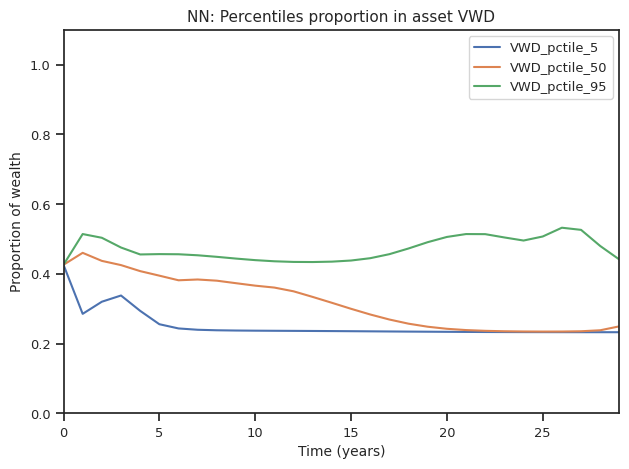 NN: Percentiles proportion in asset VWD
VWD_pctile_5
VWD_pctile_50
VWD_pctile_95
Proportion of wealth
1.0
0.8
0.6
0.4
0.2
0.0
0 5 10 15 20 25
Time (years)